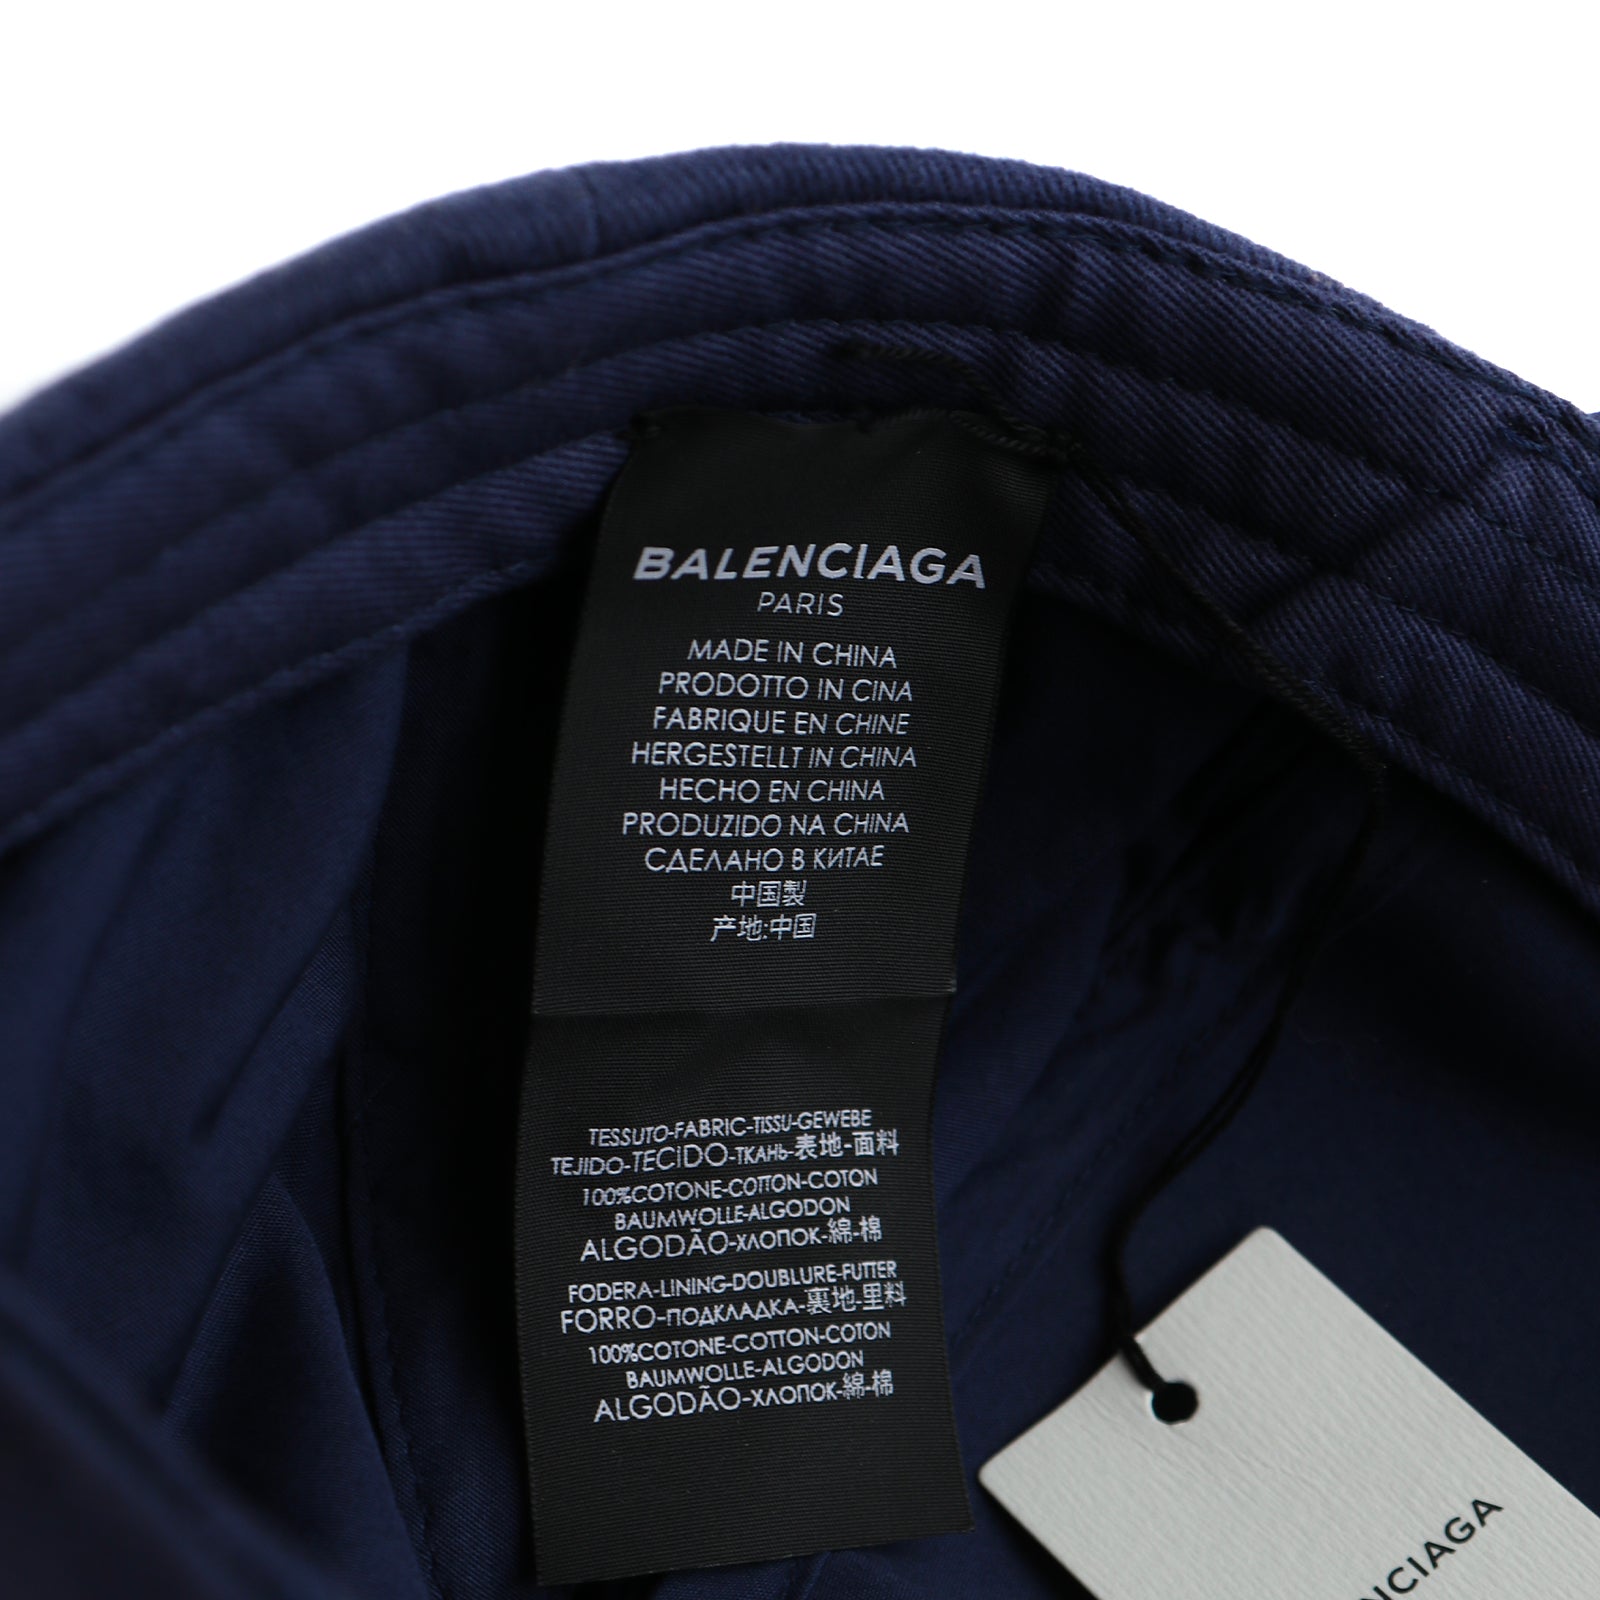 BALENCIAGA
PARIS
MADE IN CHINA
PRODOTTO IN CINA
FABRIQUE EN CHINE
HERGESTELLT IN CHINA
HECHO EN CHINA
PRODUZIDO NA CHINA
СДЕЛАНО В КИТАЕ
中国製
产地:中国
TESSUTO-FABRIC-TISSU-GEWEBE
TEJIDO-TECIDO-ТКАНЬ-表地-面料
100%COTONE-COTTON-COTON
BAUMWOLLE-ALGODON
ALGODÃO-ХЛОПОК-綿-棉
FODERA-LINING-DOUBLURE-FUTTER
FORRO-ПОДКЛАДКА-裏地-里料
100%COTONE-COTTON-COTON
BAUMWOLLE-ALGODON
ALGODÃO-ХЛОПОК-綿-棉
NCIAGA